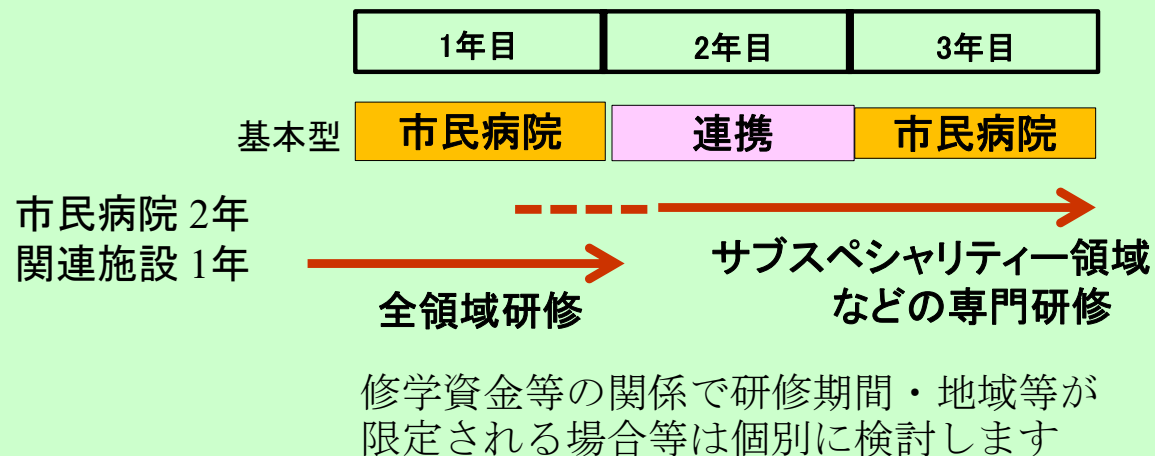 1年目 2年目 3年目
基本型 市民病院 連携 市民病院
市民病院 2年
関連施設 1年
サブスペシャリティー領域
などの専門研修
全領域研修
修学資金等の関係で研修期間・地域等が
限定される場合等は個別に検討します